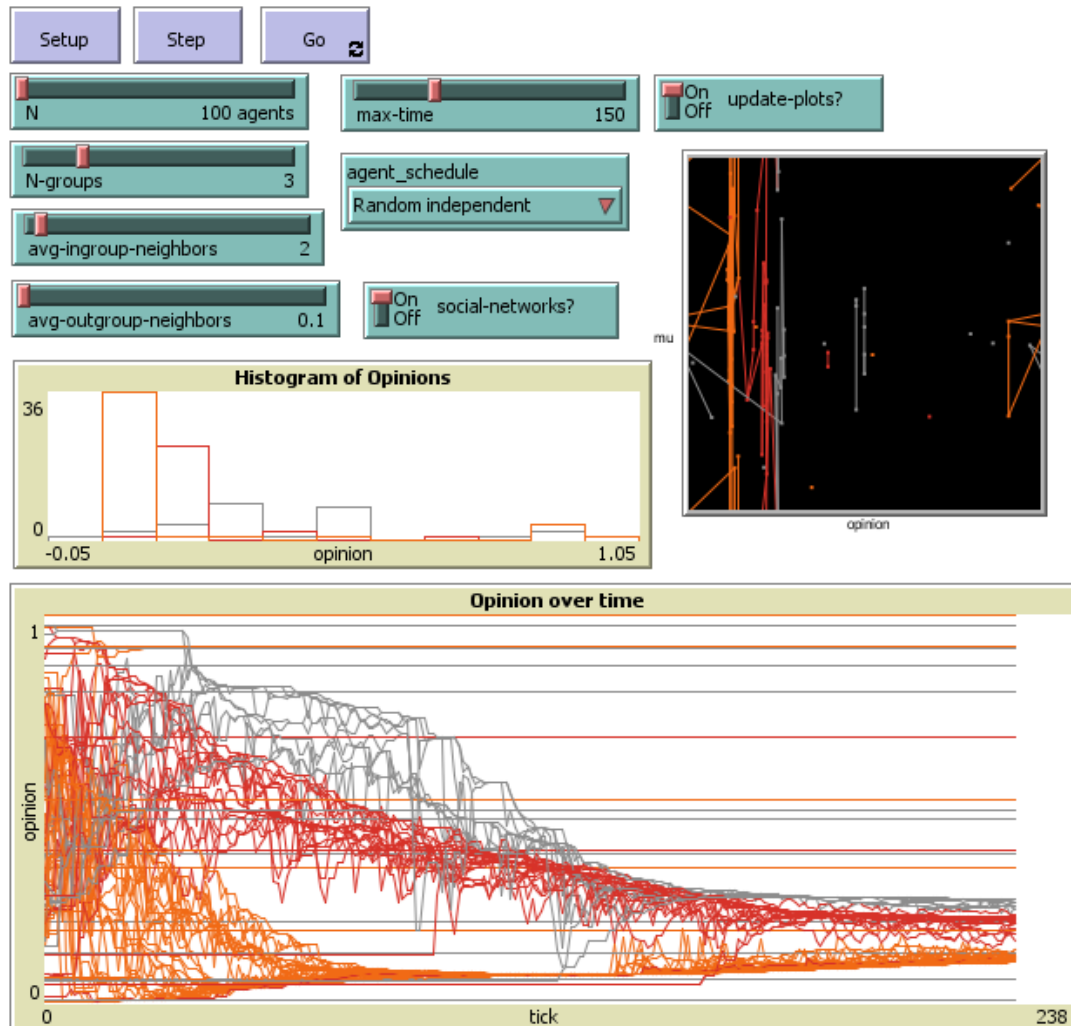 Setup
Step
Go
N 100 agents
max-time 150
On
Off
update-plots?
N-groups 3
agent_schedule
Random independent
avg-ingroup-neighbors 2
avg-outgroup-neighbors 0.1
On
Off
social-networks?
mu
opinion
Histogram of Opinions
36
0
-0.05 opinion 1.05
Opinion over time
1
opinion
0
0 tick 238